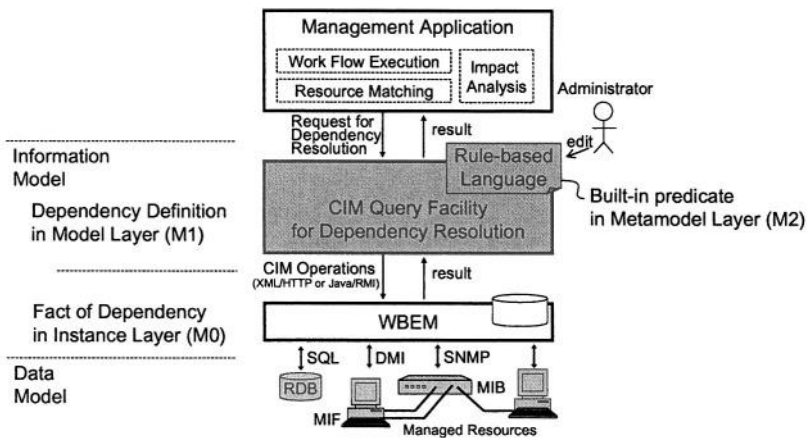 Management Application
Work Flow Execution
Resource Matching
Impact
Analysis
Administrator
Request for
Dependency
Resolution
result
edit
Information
Model
Rule-based
Language
Dependency Definition
in Model Layer (M1)
CIM Query Facility
for Dependency Resolution
Built-in predicate
in Metamodel Layer (M2)
CIM Operations
(XML/HTTP or Java/RMI)
result
Fact of Dependency
in Instance Layer (M0)
WBEM
SQL
DMI
SNMP
Data
Model
RDB
MIB
MIF
Managed Resources